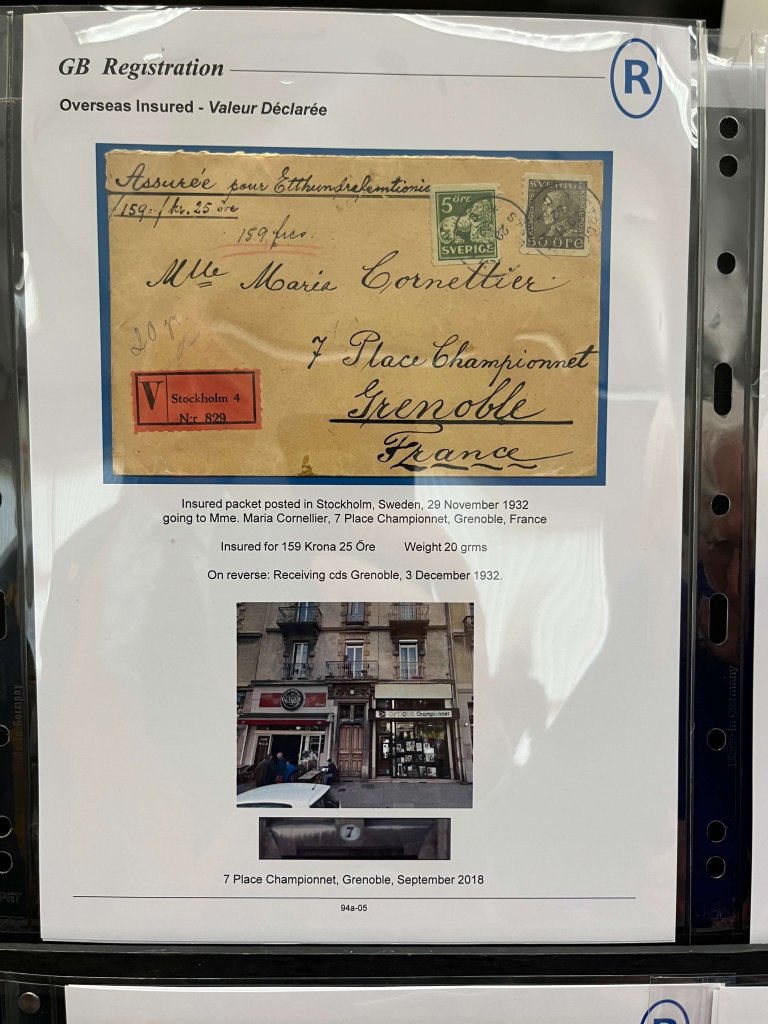 GB Registration
R
Overseas Insured - Valeur Déclarée
Assurée pour
/159:-/kr. 25 öre
159 frcs.
5 öre
SVERIGE
SVERIGE
50 ÖRE
Mlle Maria Cornellier
20
7 Place Championnet
Grenoble
France
V Stockholm 4
Nr. 829
Insured packet posted in Stockholm, Sweden, 29 November 1932
going to Mme. Maria Cornellier, 7 Place Championnet, Grenoble, France
Insured for 159 Krona 25 Őre Weight 20 grms
On reverse: Receiving cds Grenoble, 3 December 1932.
OPTIQUE Championnet
7
7 Place Championnet, Grenoble, September 2018
94a-05